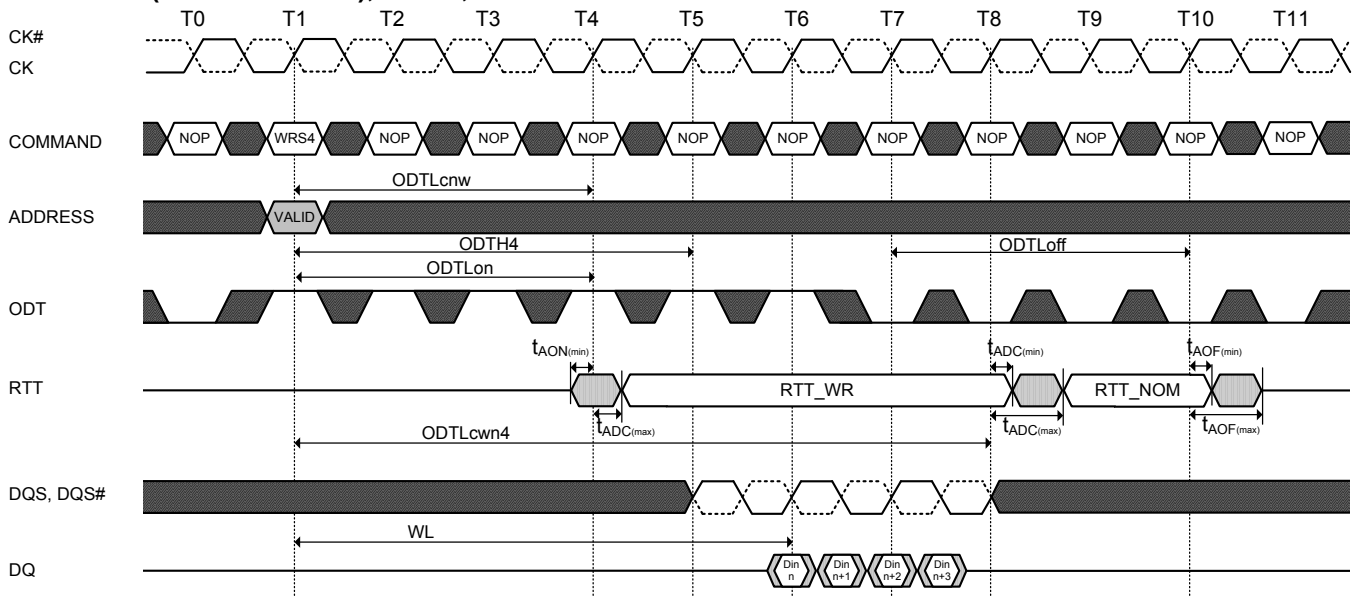 T0 T1 T2 T3 T4 T5 T6 T7 T8 T9 T10 T11
CK#
CK
COMMAND NOP WRS4 NOP NOP NOP NOP NOP NOP NOP NOP NOP NOP
ODTLcnw
ADDRESS VALID
ODTH4 ODTLoff
ODTLon
ODT
tAON(min) tADC(min) tAOF(min)
RTT RTT_WR RTT_NOM
tADC(max) tADC(max) tAOF(max)
ODTLcwn4
DQS, DQS#
WL
DQ Din n Din n+1 Din n+2 Din n+3